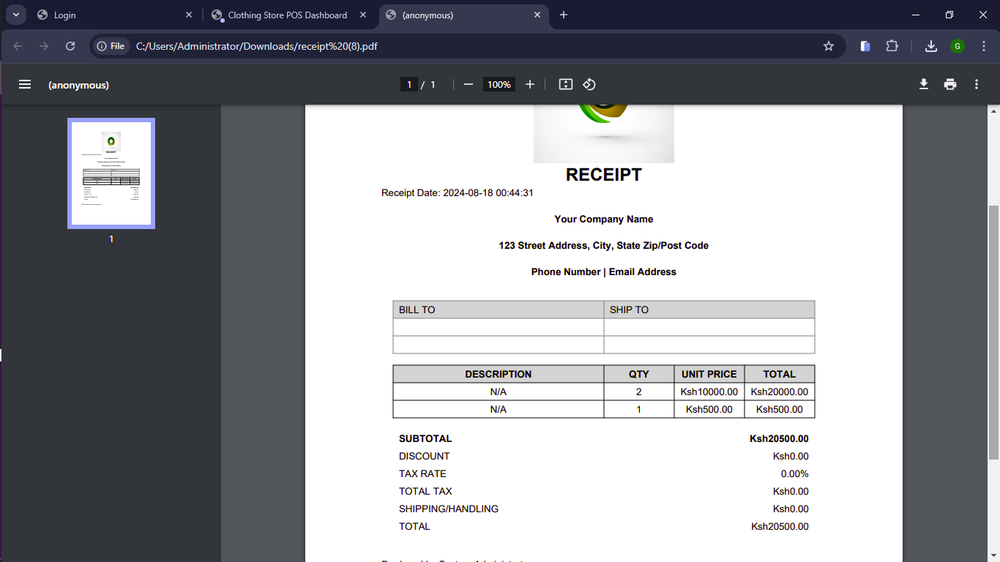 Login
Clothing Store POS Dashboard
(anonymous)
File
C:/Users/Administrator/Downloads/receipt%20(8).pdf
G
(anonymous)
1 / 1
100%
1
RECEIPT
Receipt Date: 2024-08-18 00:44:31
Your Company Name
123 Street Address, City, State Zip/Post Code
Phone Number | Email Address
BILL TO SHIP TO
DESCRIPTION QTY UNIT PRICE TOTAL
N/A 2 Ksh10000.00 Ksh20000.00
N/A 1 Ksh500.00 Ksh500.00
SUBTOTAL Ksh20500.00
DISCOUNT Ksh0.00
TAX RATE 0.00%
TOTAL TAX Ksh0.00
SHIPPING/HANDLING Ksh0.00
TOTAL Ksh20500.00